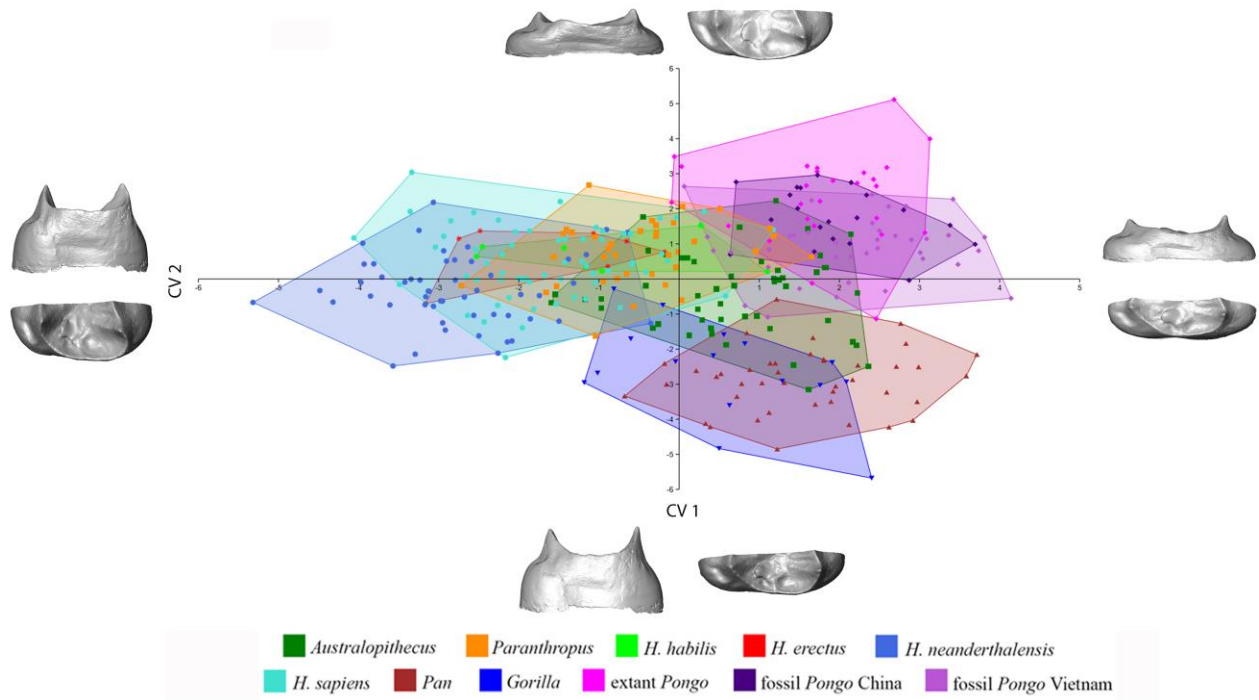 6
5
4
3
2
1
CV 2
-6 -5 -4 -3 -2 -1 1 2 3 4 5
-1
-2
-3
-4
-5
-6
CV 1
Australopithecus Paranthropus H. habilis H. erectus H. neanderthalensis
H. sapiens Pan Gorilla extant Pongo fossil Pongo China fossil Pongo Vietnam